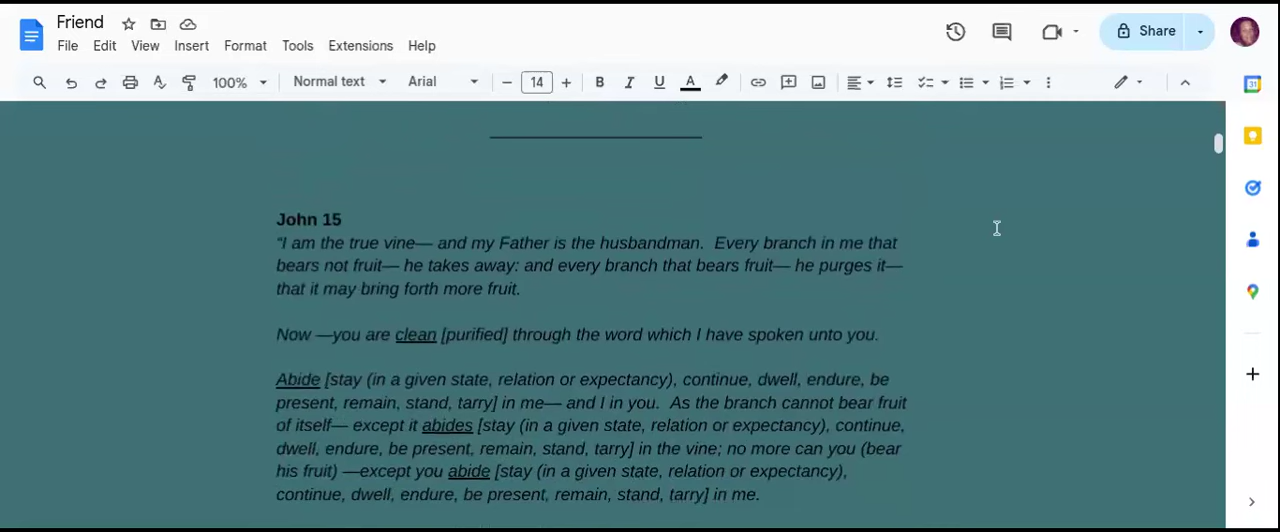 Friend
File Edit View Insert Format Tools Extensions Help
Share
100% Normal text Arial 14 B I U A
31
John 15
“I am the true vine— and my Father is the husbandman.  Every branch in me that
bears not fruit— he takes away: and every branch that bears fruit— he purges it—
that it may bring forth more fruit.
Now —you are clean [purified] through the word which I have spoken unto you.
Abide [stay (in a given state, relation or expectancy), continue, dwell, endure, be
present, remain, stand, tarry] in me— and I in you.  As the branch cannot bear fruit
of itself— except it abides [stay (in a given state, relation or expectancy), continue,
dwell, endure, be present, remain, stand, tarry] in the vine; no more can you (bear
his fruit) —except you abide [stay (in a given state, relation or expectancy),
continue, dwell, endure, be present, remain, stand, tarry] in me.